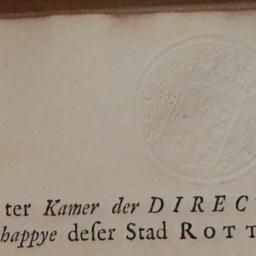 ter Kamer der DIREC
happye deſer Stad ROTT